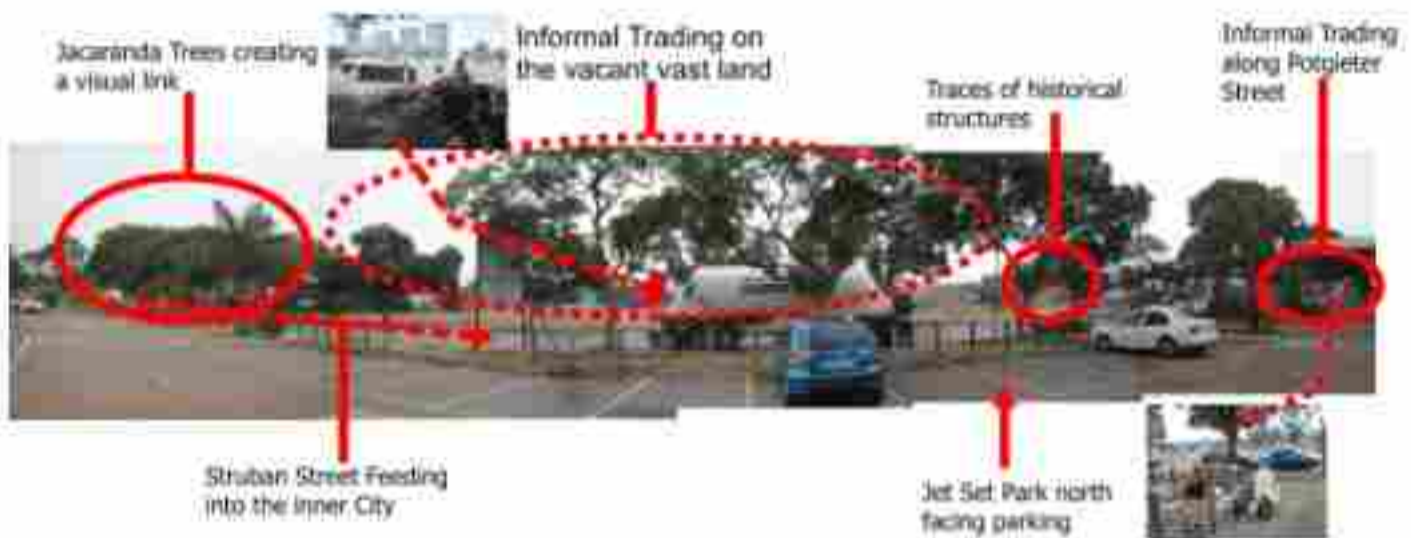 Jacaranda Trees creating
a visual link
Informal Trading on
the vacant vast land
Traces of historical
structures
Informal Trading
along Potgieter
Street
Struban Street Feeding
into the Inner City
Jet Set Park north
facing parking